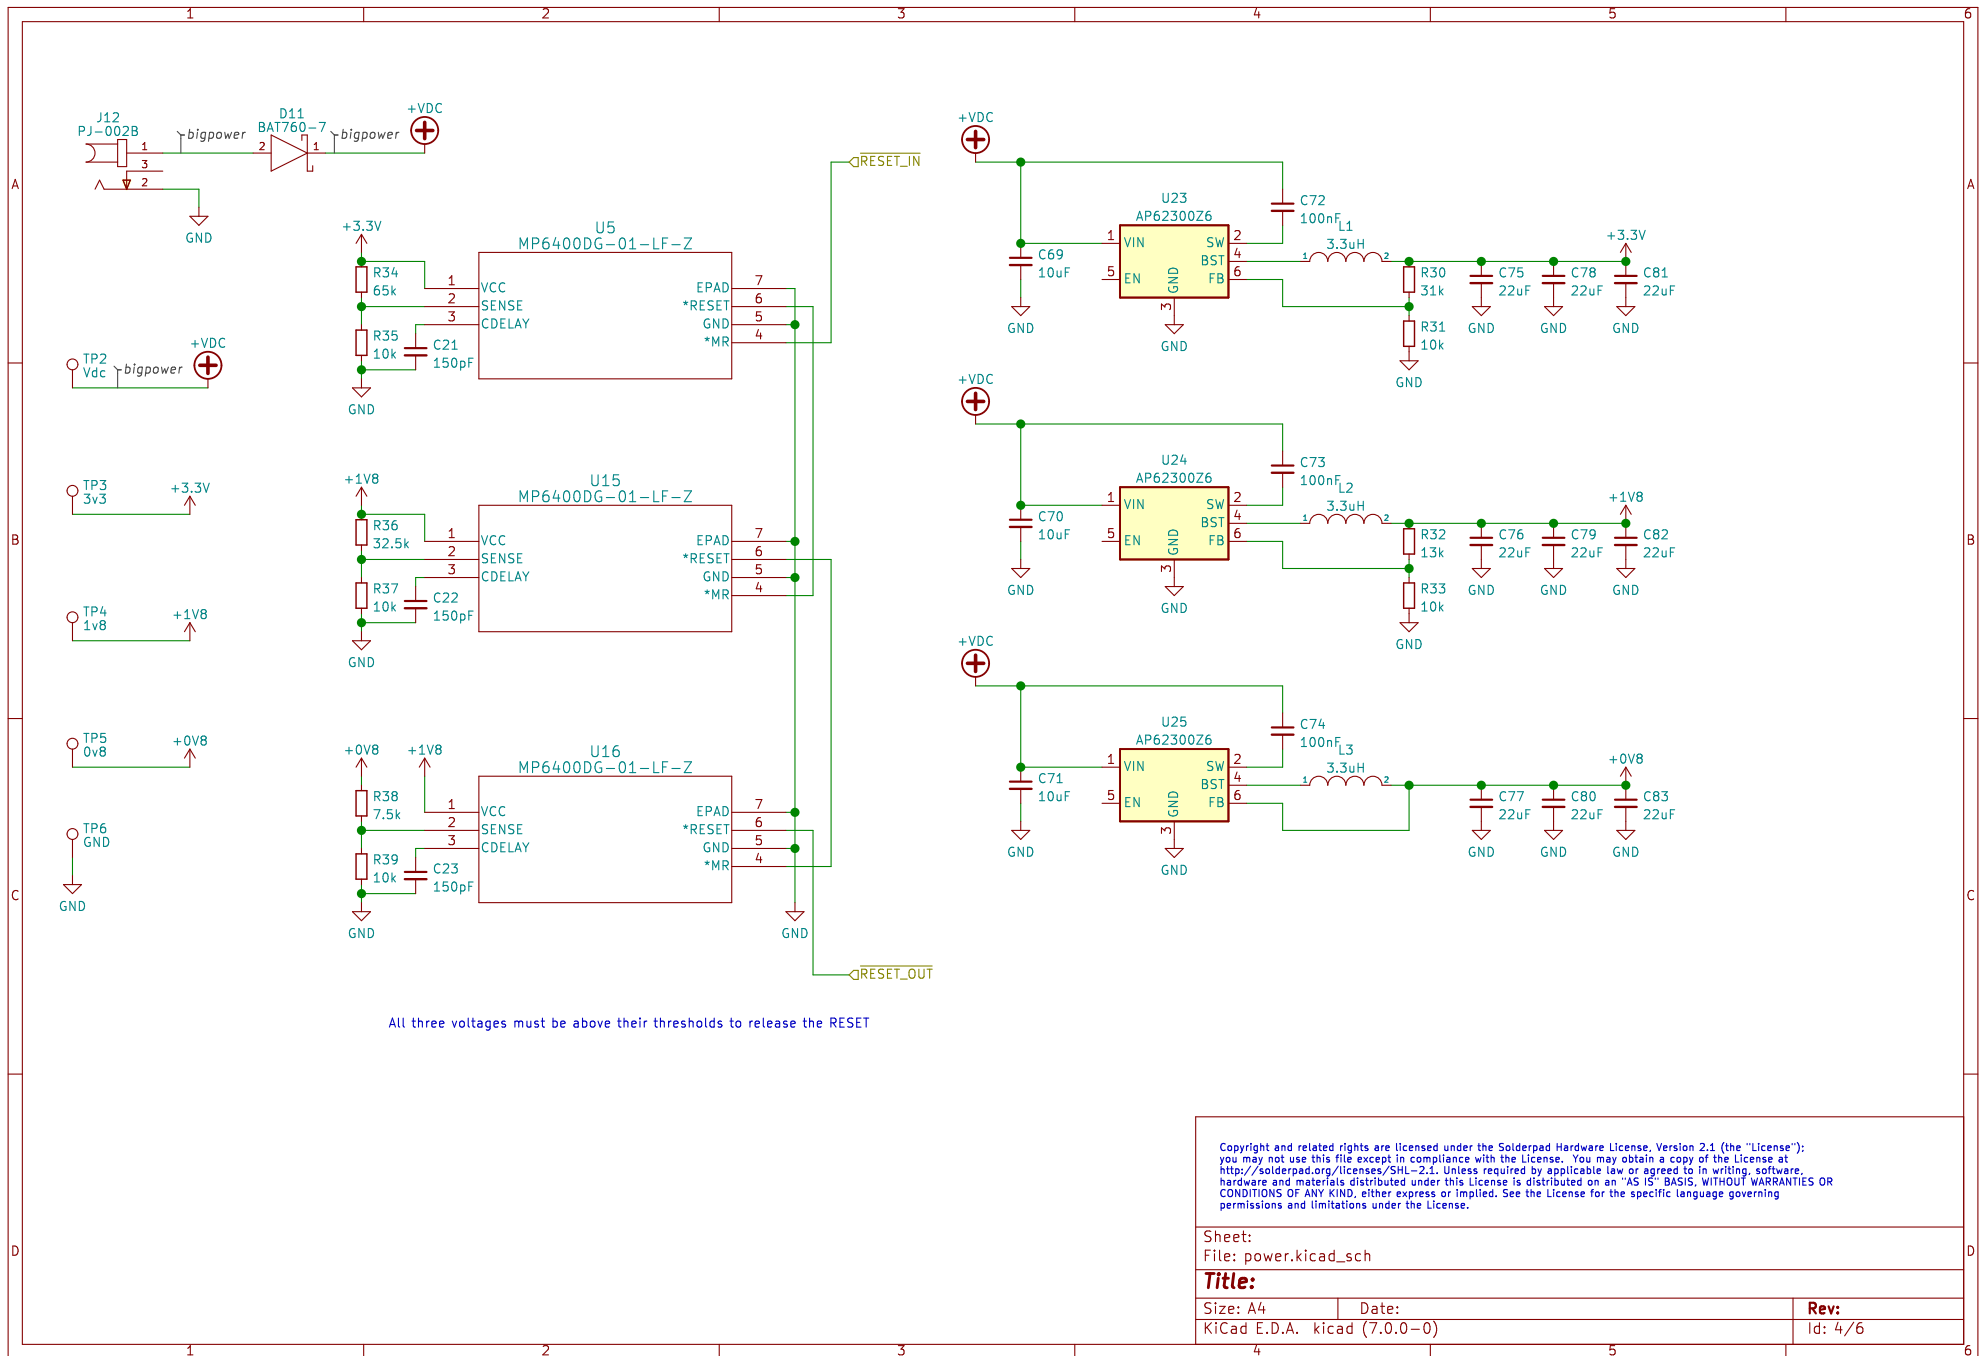 1 2 3 4 5 6
A
B
C
D
A
B
C
D
1 2 3 4 5 6
J12
PJ-002B
1
3
2
bigpower
D11
BAT760-7
2 1
bigpower
+VDC
GND
TP2
Vdc
bigpower
+VDC
TP3
3v3
+3.3V
TP4
1v8
+1V8
TP5
0v8
+0V8
TP6
GND
GND
+3.3V
R34
65k
R35
10k
C21
150pF
GND
U5
MP6400DG-01-LF-Z
1 VCC
2 SENSE
3 CDELAY
EPAD 7
*RESET 6
GND 5
*MR 4
RESET_IN
+1V8
R36
32.5k
R37
10k
C22
150pF
GND
U15
MP6400DG-01-LF-Z
1 VCC
2 SENSE
3 CDELAY
EPAD 7
*RESET 6
GND 5
*MR 4
+0V8
+1V8
R38
7.5k
R39
10k
C23
150pF
GND
U16
MP6400DG-01-LF-Z
1 VCC
2 SENSE
3 CDELAY
EPAD 7
*RESET 6
GND 5
*MR 4
GND
RESET_OUT
All three voltages must be above their thresholds to release the RESET
+VDC
C69
10uF
GND
U23
AP62300Z6
1 VIN
5 EN
GND
3
SW 2
BST 4
FB 6
GND
C72
100nF
L1
3.3uH
1 2
R30
31k
R31
10k
GND
C75
22uF
GND
C78
22uF
GND
+3.3V
C81
22uF
GND
+VDC
C70
10uF
GND
U24
AP62300Z6
1 VIN
5 EN
GND
3
SW 2
BST 4
FB 6
GND
C73
100nF
L2
3.3uH
1 2
R32
13k
R33
10k
GND
C76
22uF
GND
C79
22uF
GND
+1V8
C82
22uF
GND
+VDC
C71
10uF
GND
U25
AP62300Z6
1 VIN
5 EN
GND
3
SW 2
BST 4
FB 6
GND
C74
100nF
L3
3.3uH
1 2
C77
22uF
GND
C80
22uF
GND
+0V8
C83
22uF
GND
Copyright and related rights are licensed under the Solderpad Hardware License, Version 2.1 (the "License");
you may not use this file except in compliance with the License.  You may obtain a copy of the License at
http://solderpad.org/licenses/SHL-2.1. Unless required by applicable law or agreed to in writing, software,
hardware and materials distributed under this License is distributed on an "AS IS" BASIS, WITHOUT WARRANTIES OR
CONDITIONS OF ANY KIND, either express or implied. See the License for the specific language governing
permissions and limitations under the License.
Sheet:
File: power.kicad_sch
Title:
Size: A4 Date: Rev:
KiCad E.D.A.  kicad (7.0.0-0) Id: 4/6